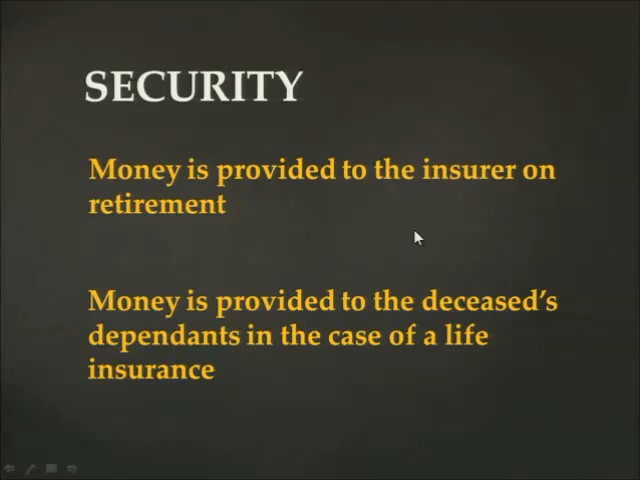 SECURITY
Money is provided to the insurer on
retirement
Money is provided to the deceased’s
dependants in the case of a life
insurance